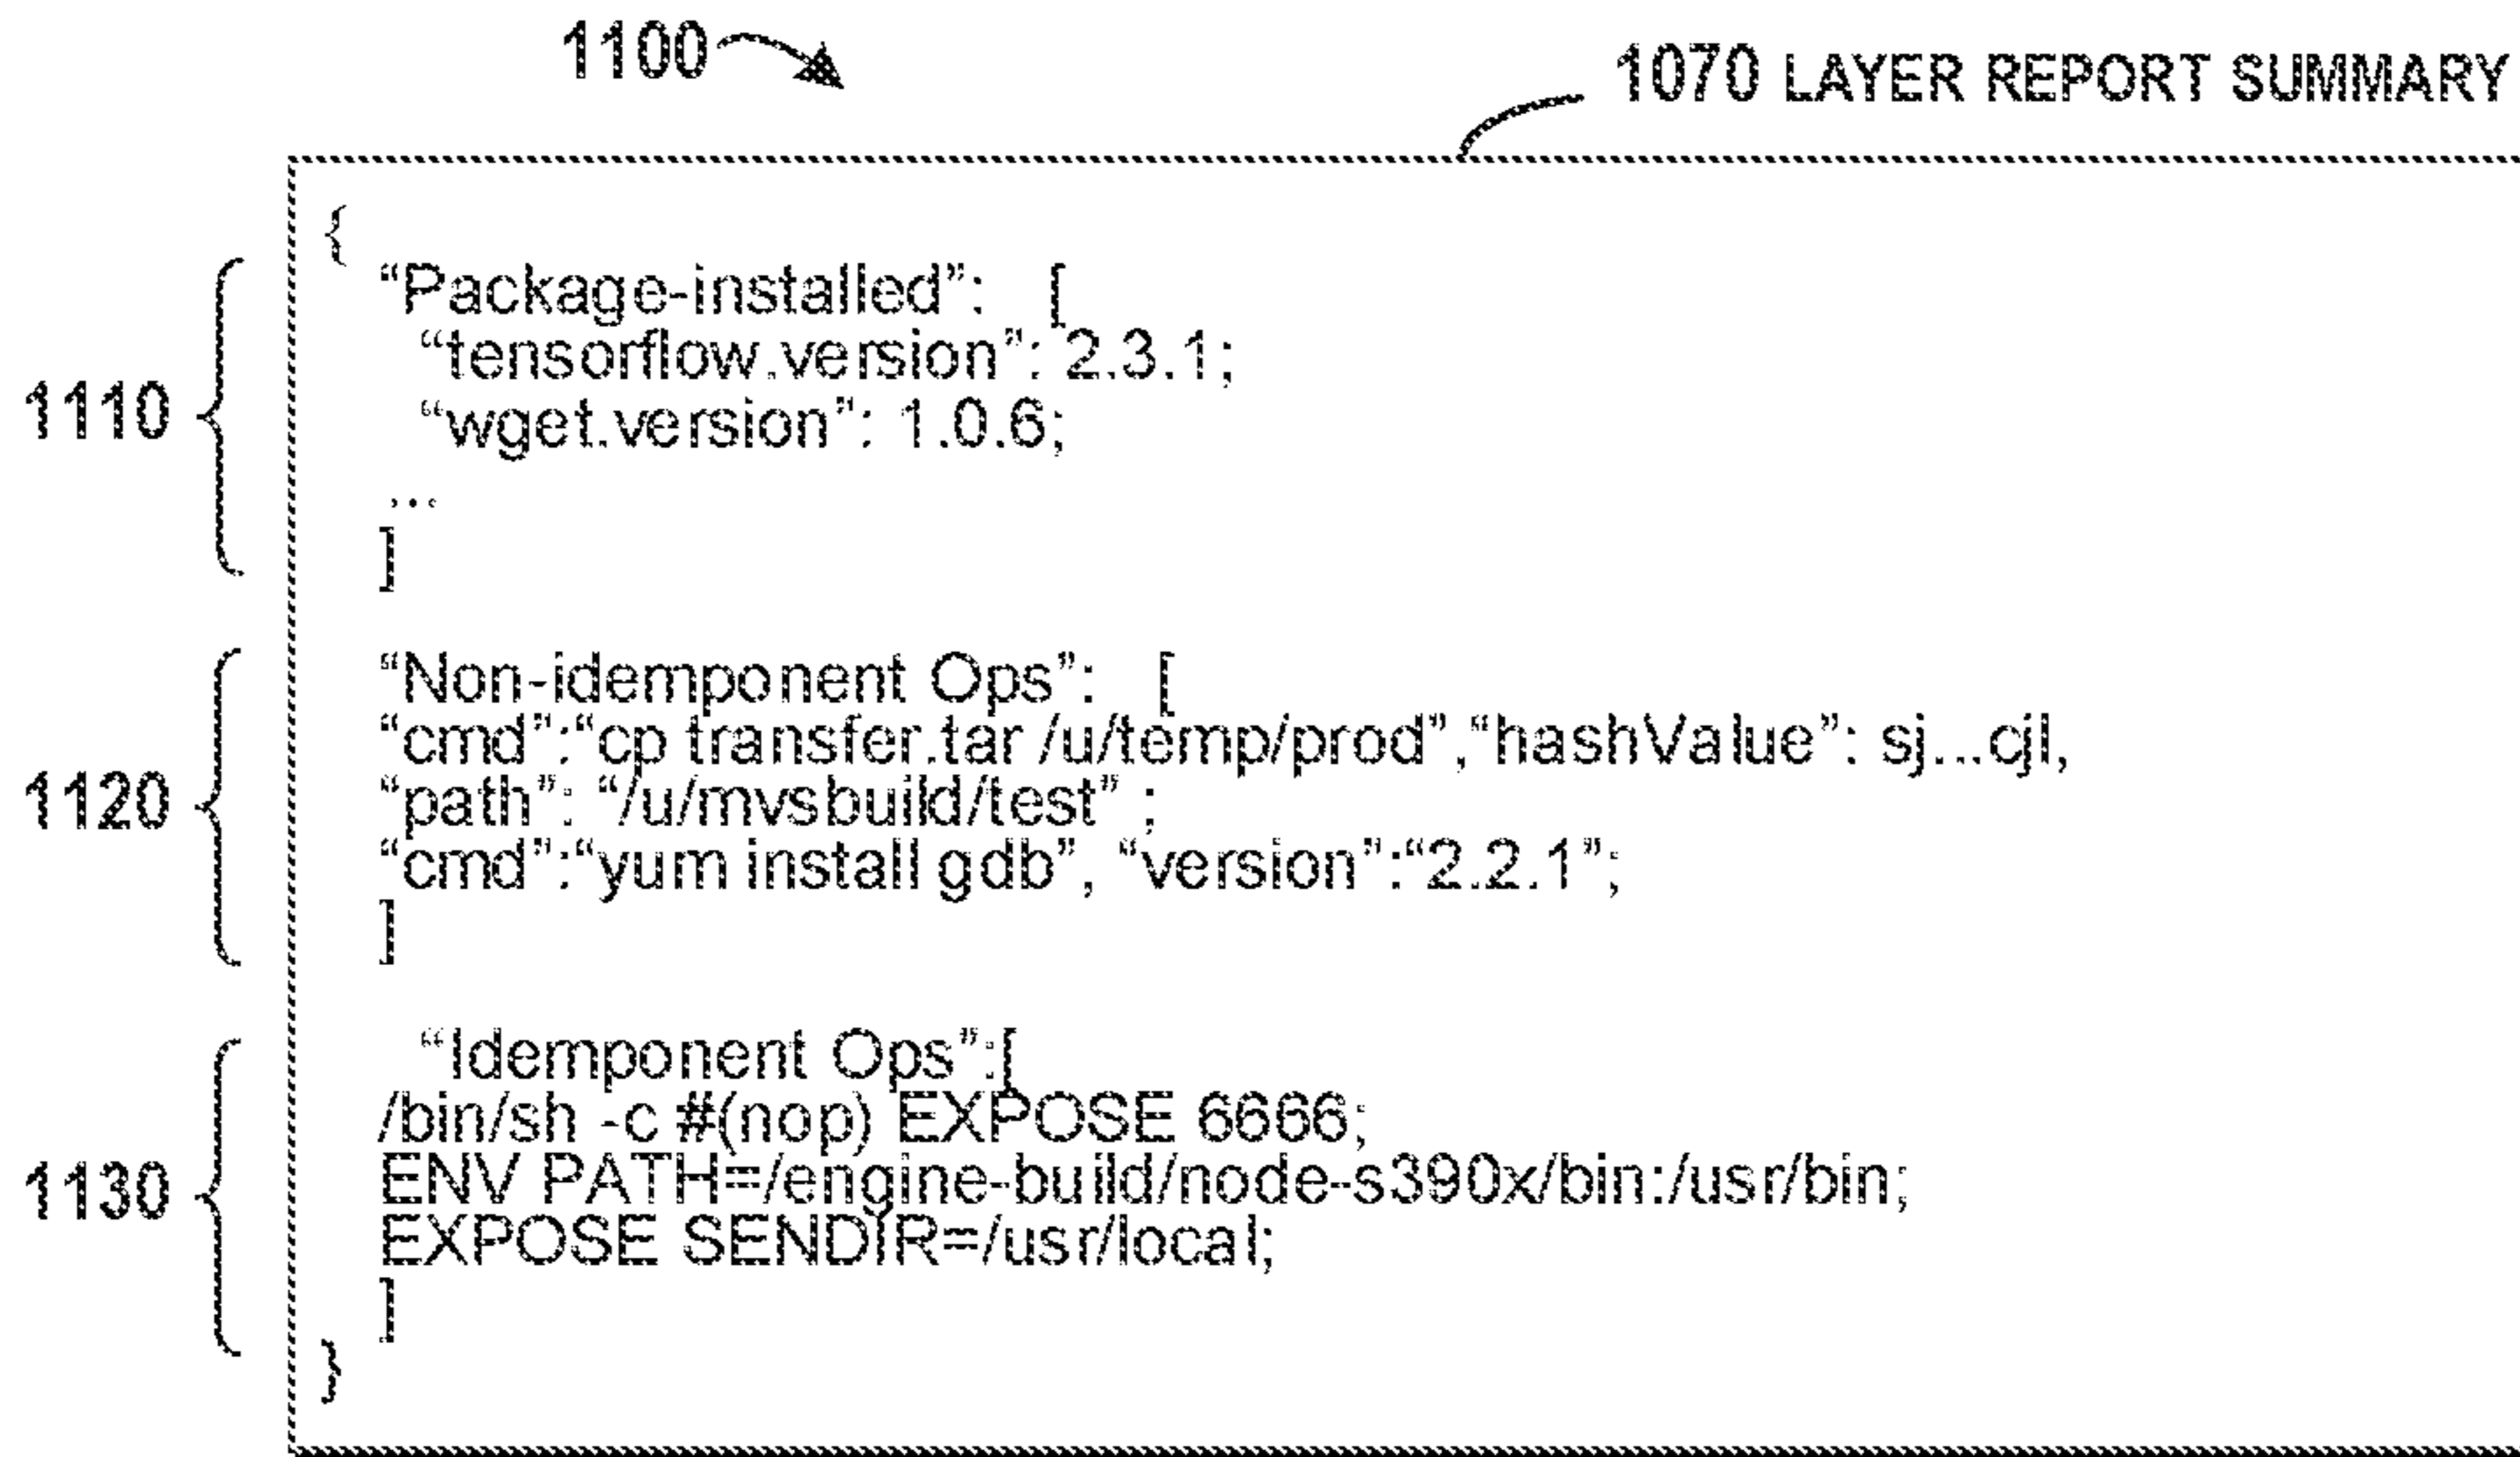 1100
1070 LAYER REPORT SUMMARY
{
1110
“Package-installed”: [
“tensorflow.version”: 2.3.1;
“wget.version”: 1.0.6;
...
]
1120
“Non-idemponent Ops”: [
“cmd”:“cp transfer.tar /u/temp/prod”,“hashValue”: sj...cjl,
“path”: “/u/mvsbuild/test” ;
“cmd”:“yum install gdb”, “version”:“2.2.1”;
]
1130
“Idemponent Ops”:[
/bin/sh -c #(nop) EXPOSE 6666;
ENV PATH=/engine-build/node-s390x/bin:/usr/bin;
EXPOSE SENDIR=/usr/local;
]
}